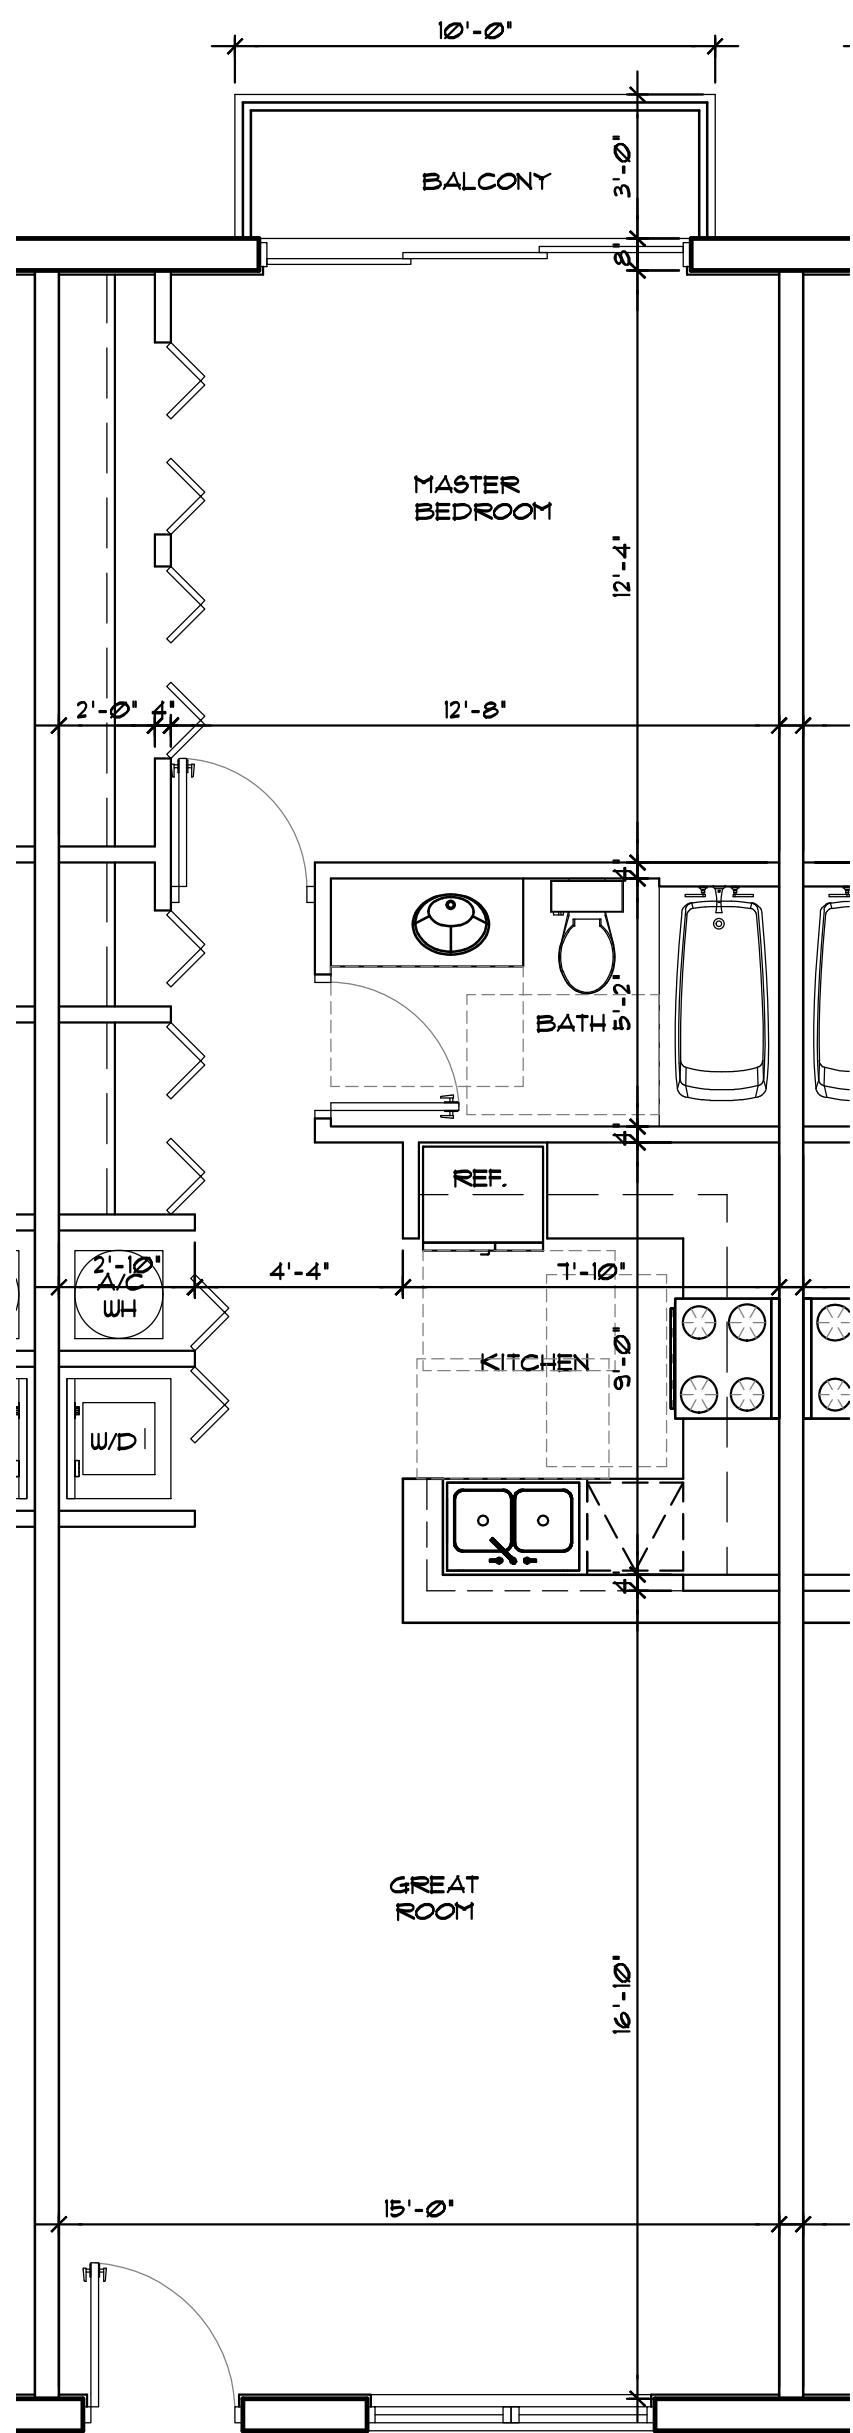 10'-0"
BALCONY
3'-0"
8"
MASTER
BEDROOM
12'-4"
2'-0"
4"
12'-8"
4"
BATH
5'-2"
4"
REF.
2'-10"
A/C
WH
4'-4"
7'-10"
KITCHEN
9'-0"
W/D
4"
GREAT
ROOM
16'-10"
15'-0"